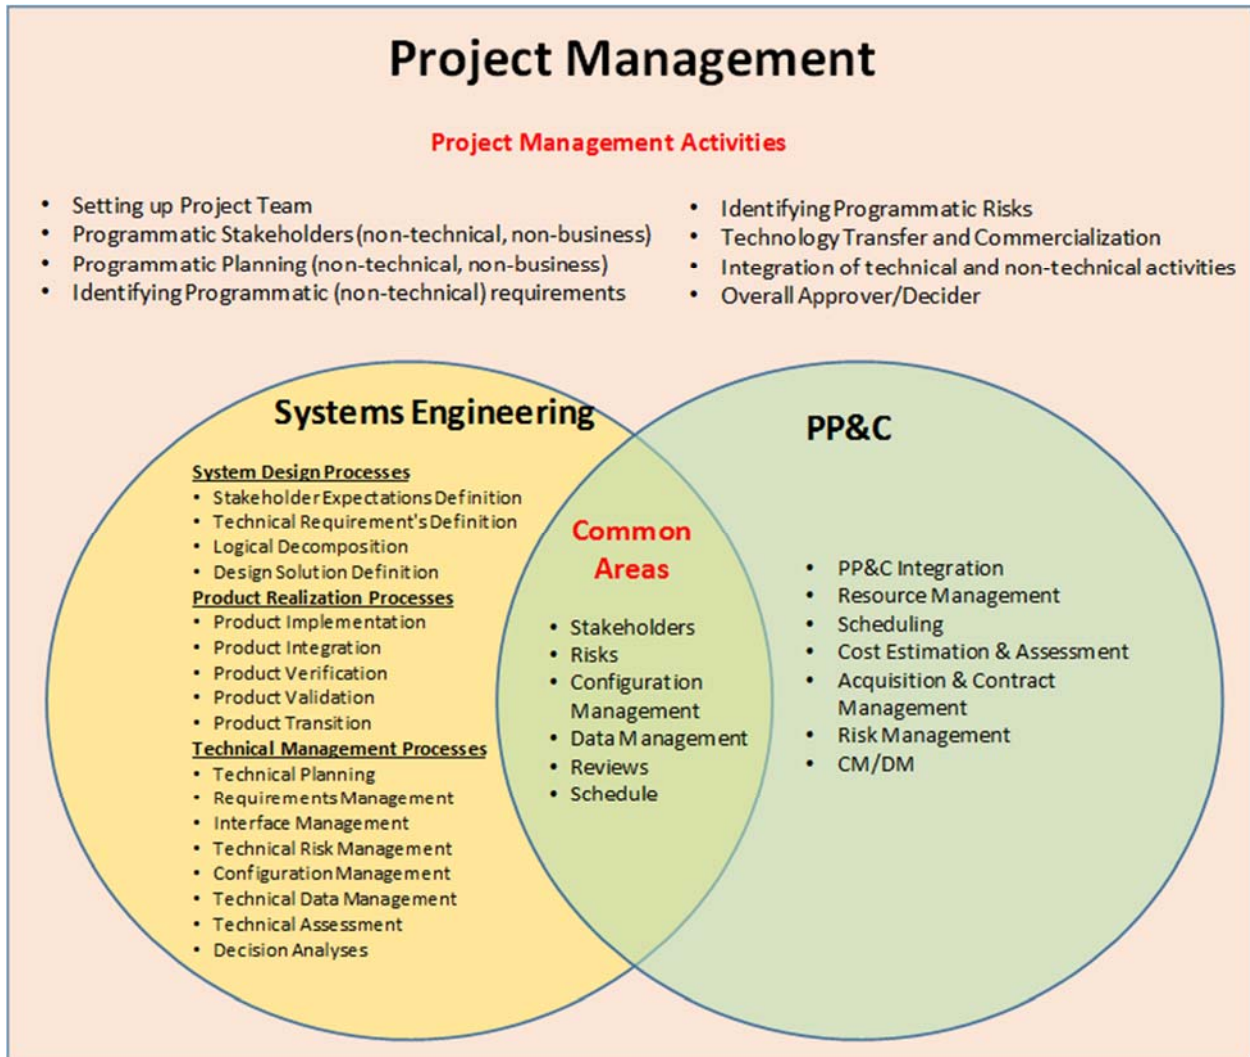 Project Management
Project Management Activities
• Setting up Project Team
• Programmatic Stakeholders (non-technical, non-business)
• Programmatic Planning (non-technical, non-business)
• Identifying Programmatic (non-technical) requirements
• Identifying Programmatic Risks
• Technology Transfer and Commercialization
• Integration of technical and non-technical activities
• Overall Approver/Decider
Systems Engineering
System Design Processes
• Stakeholder Expectations Definition
• Technical Requirement's Definition
• Logical Decomposition
• Design Solution Definition
Product Realization Processes
• Product Implementation
• Product Integration
• Product Verification
• Product Validation
• Product Transition
Technical Management Processes
• Technical Planning
• Requirements Management
• Interface Management
• Technical Risk Management
• Configuration Management
• Technical Data Management
• Technical Assessment
• Decision Analyses
Common
Areas
• Stakeholders
• Risks
• Configuration
Management
• Data Management
• Reviews
• Schedule
PP&C
• PP&C Integration
• Resource Management
• Scheduling
• Cost Estimation & Assessment
• Acquisition & Contract
Management
• Risk Management
• CM/DM